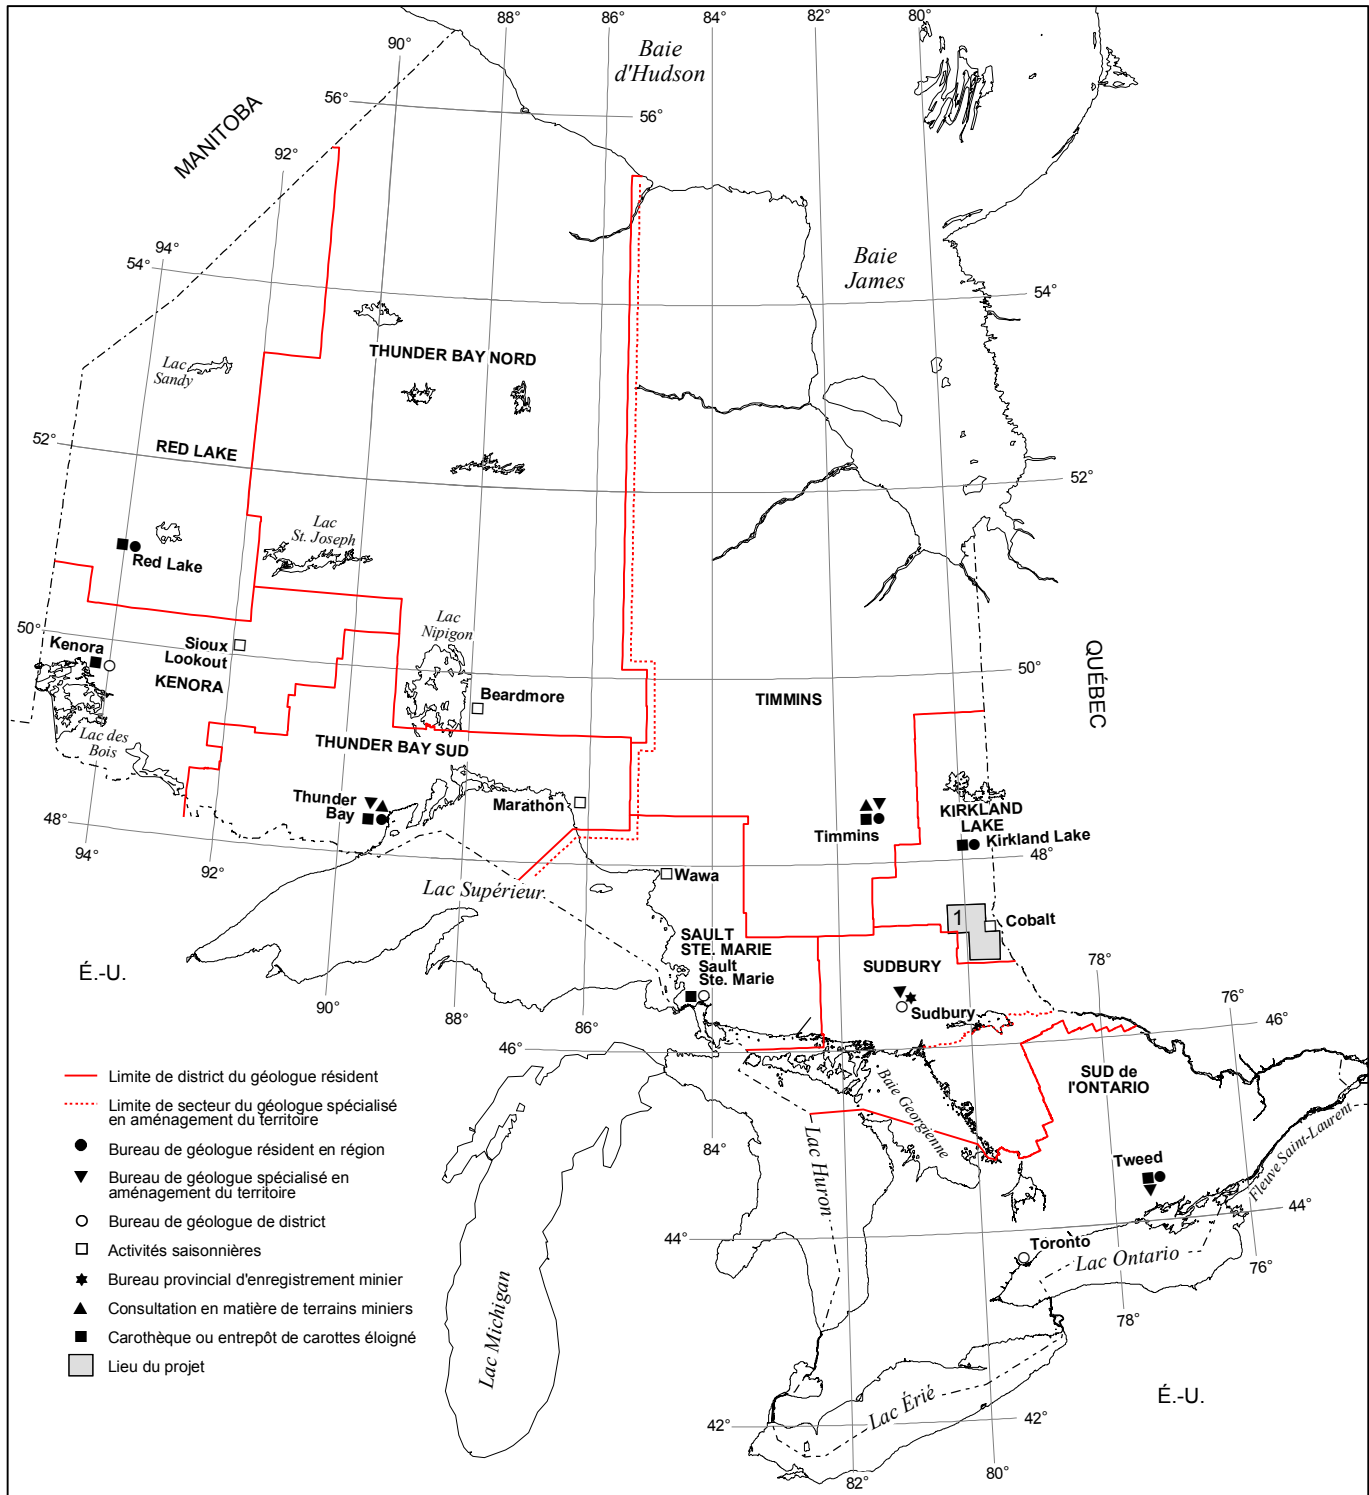 88°
86°
84°
82°
80°
90°
Baie
d'Hudson
56°
56°
MANITOBA
92°
94°
54°
Baie
James
54°
THUNDER BAY NORD
Lac
Sandy
52°
RED LAKE
52°
Lac
St. Joseph
Red Lake
50°
Kenora
Sioux
Lookout
KENORA
Lac
Nipigon
Beardmore
TIMMINS
50°
QUÉBEC
Lac des
Bois
THUNDER BAY SUD
Thunder
Bay
Marathon
Timmins
KIRKLAND
LAKE
Kirkland Lake
48°
48°
94°
92°
Wawa
Lac Supérieur
1
Cobalt
SAULT
STE. MARIE
Sault
Ste. Marie
SUDBURY
Sudbury
78°
76°
46°
É.-U.
90°
88°
86°
46°
SUD de
l'ONTARIO
Baie Georgienne
84°
Lac Huron
Tweed
Fleuve Saint-Laurent
44°
44°
Toronto
Lac Ontario
76°
78°
Lac Michigan
Lac Érié
É.-U.
42°
42°
82°
80°
Limite de district du géologue résident
Limite de secteur du géologue spécialisé
en aménagement du territoire
Bureau de géologue résident en région
Bureau de géologue spécialisé en
aménagement du territoire
Bureau de géologue de district
Activités saisonnières
Bureau provincial d'enregistrement minier
Consultation en matière de terrains miniers
Carothèque ou entrepôt de carottes éloigné
Lieu du projet